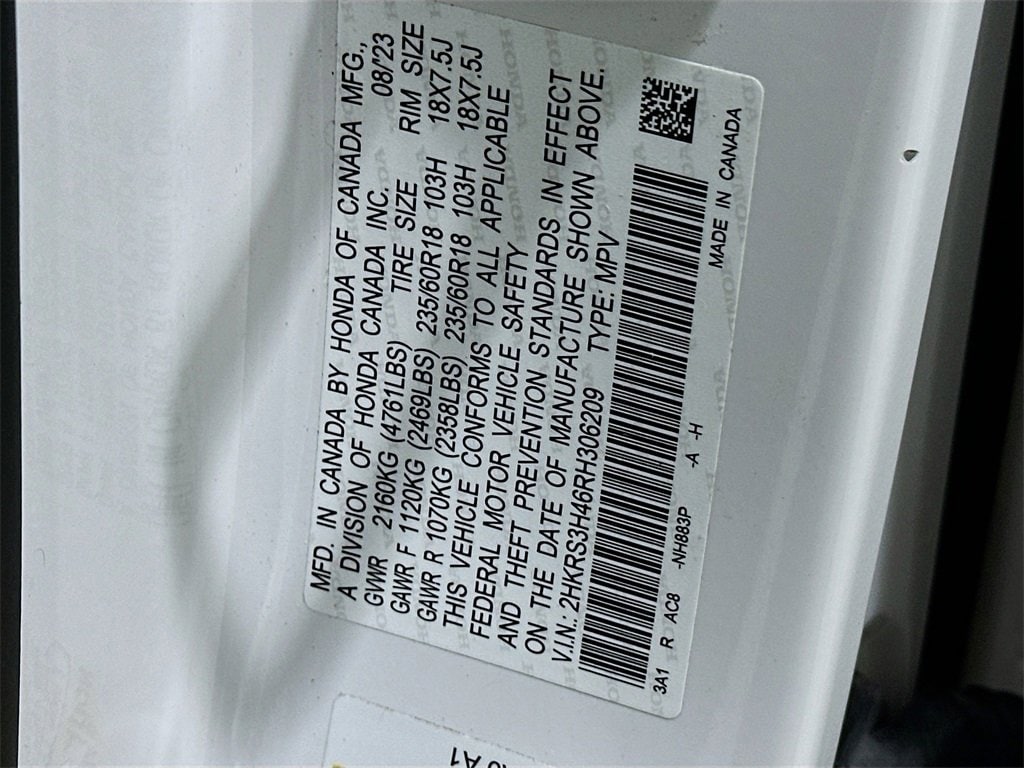 MFD. IN CANADA BY HONDA OF CANADA MFG.,
A DIVISION OF HONDA CANADA INC. 08/'23
GVWR 2160KG (4761LBS) TIRE SIZE RIM SIZE
GAWR F 1120KG (2469LBS) 235/60R18 103H 18X7.5J
GAWR R 1070KG (2358LBS) 235/60R18 103H 18X7.5J
THIS VEHICLE CONFORMS TO ALL APPLICABLE
FEDERAL MOTOR VEHICLE SAFETY
AND THEFT PREVENTION STANDARDS IN EFFECT
ON THE DATE OF MANUFACTURE SHOWN ABOVE.
V.I.N.: 2HKRS3H46RH306209 TYPE: MPV
3A1 R AC8 -NH883P -A -H MADE IN CANADA
A1